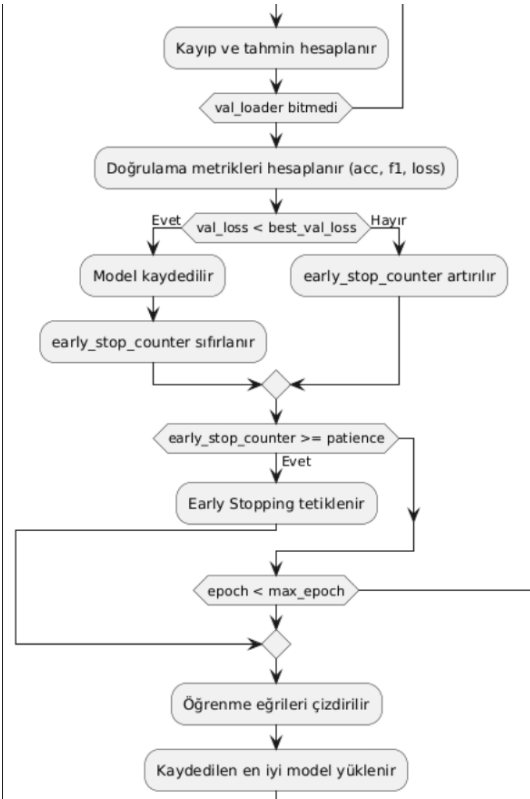 Kayıp ve tahmin hesaplanır
val_loader bitmedi
Doğrulama metrikleri hesaplanır (acc, f1, loss)
Evet
val_loss < best_val_loss
Hayır
Model kaydedilir
early_stop_counter artırılır
early_stop_counter sıfırlanır
early_stop_counter >= patience
Evet
Early Stopping tetiklenir
epoch < max_epoch
Öğrenme eğrileri çizdirilir
Kaydedilen en iyi model yüklenir